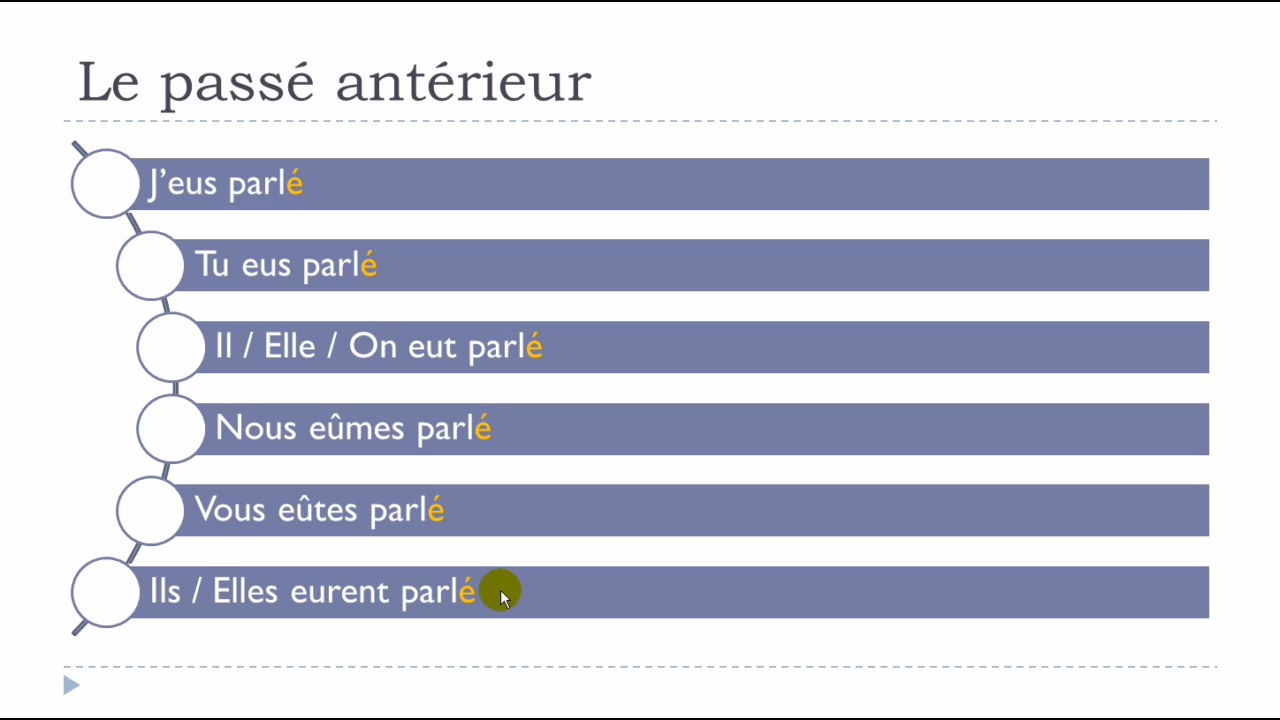 Le passé antérieur
J’eus parlé
Tu eus parlé
Il / Elle / On eut parlé
Nous eûmes parlé
Vous eûtes parlé
Ils / Elles eurent parlé